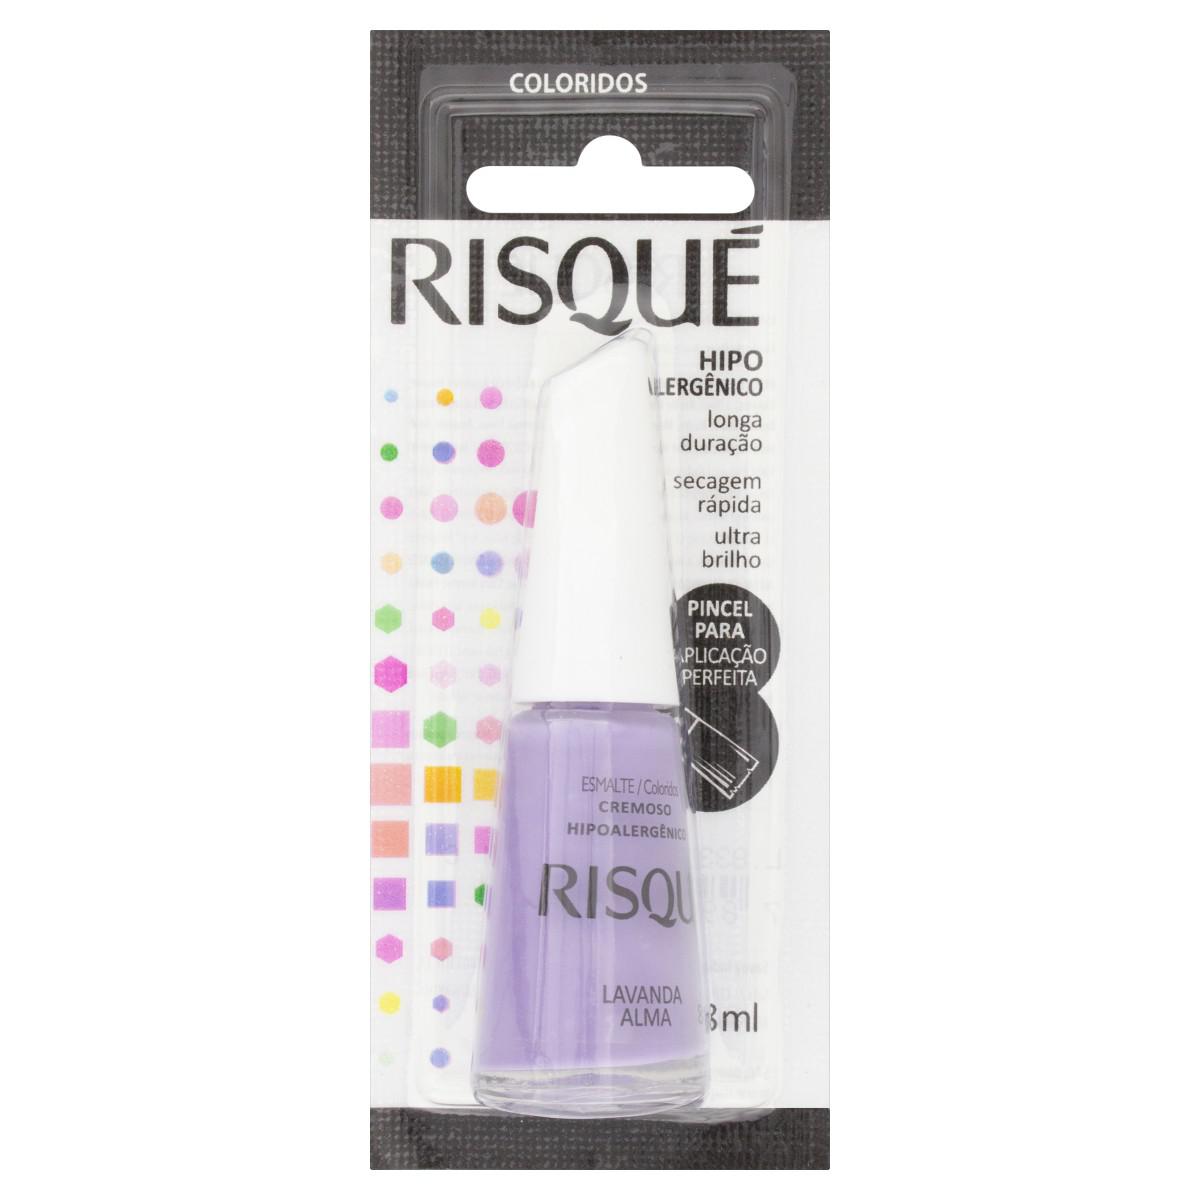 COLORIDOS
RISQUÉ
HIPO
ALERGÊNICO
longa
duração
secagem
rápida
ultra
brilho
PINCEL
PARA
APLICAÇÃO
PERFEITA
ESMALTE / Coloridos
CREMOSO
HIPOALERGÊNICO
RISQU
LAVANDA
ALMA
8ml